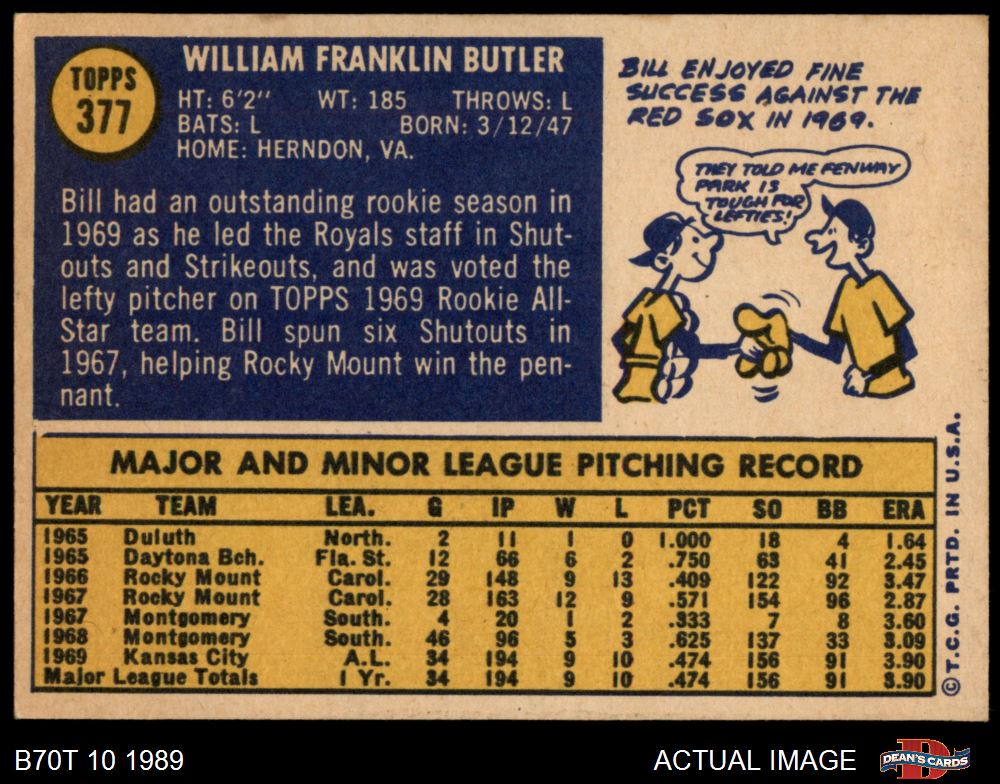 TOPPS
377
WILLIAM FRANKLIN BUTLER
HT: 6'2" WT: 185 THROWS: L
BATS: L BORN: 3/12/47
HOME: HERNDON, VA.
Bill had an outstanding rookie season in
1969 as he led the Royals staff in Shut-
outs and Strikeouts, and was voted the
lefty pitcher on TOPPS 1969 Rookie All-
Star team. Bill spun six Shutouts in
1967, helping Rocky Mount win the pen-
nant.
BILL ENJOYED FINE
SUCCESS AGAINST THE
RED SOX IN 1969.
THEY TOLD ME FENWAY
PARK IS
TOUGH FOR
LEFTIES!
MAJOR AND MINOR LEAGUE PITCHING RECORD
YEAR TEAM LEA. G IP W L PCT SO BB ERA
1965 Duluth North. 2 11 1 0 1.000 18 4 1.64
1965 Daytona Bch. Fla. St. 12 66 6 2 .750 63 41 2.45
1966 Rocky Mount Carol. 29 148 9 13 .409 122 92 3.47
1967 Rocky Mount Carol. 28 163 12 9 .571 154 96 2.87
1967 Montgomery South. 4 20 1 2 .333 7 8 3.60
1968 Montgomery South. 46 96 5 3 .625 137 33 3.09
1969 Kansas City A.L. 34 194 9 10 .474 156 91 3.90
Major League Totals 1 Yr. 34 194 9 10 .474 156 91 3.90
© T.C.G. PRTD. IN U.S.A.
B70T 10 1989
ACTUAL IMAGE
D
DEAN'S CARDS